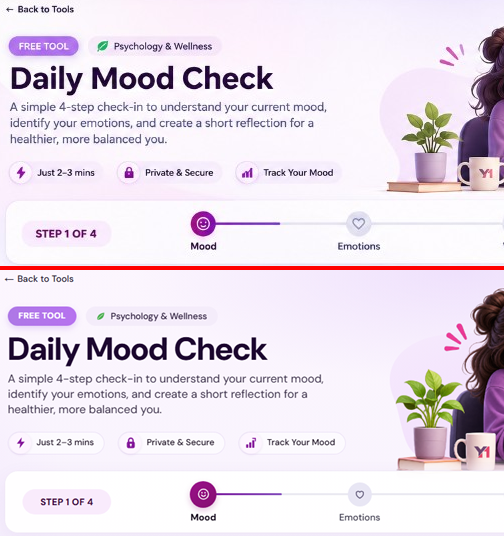 ← Back to Tools
FREE TOOL Psychology & Wellness
Daily Mood Check
A simple 4-step check-in to understand your current mood,
identify your emotions, and create a short reflection for a
healthier, more balanced you.
Just 2–3 mins Private & Secure Track Your Mood
STEP 1 OF 4
Mood Emotions
← Back to Tools
FREE TOOL Psychology & Wellness
Daily Mood Check
A simple 4-step check-in to understand your current mood,
identify your emotions, and create a short reflection for a
healthier, more balanced you.
Just 2–3 mins Private & Secure Track Your Mood
STEP 1 OF 4
Mood Emotions